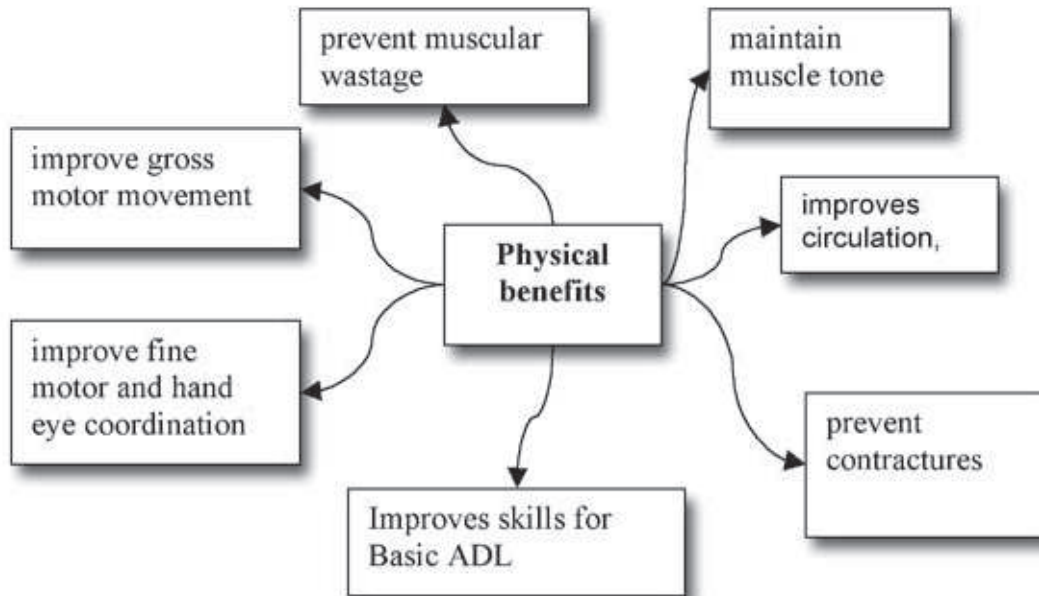 prevent muscular
wastage
maintain
muscle tone
improve gross
motor movement
improves
circulation,
Physical
benefits
improve fine
motor and hand
eye coordination
prevent
contractures
Improves skills for
Basic ADL